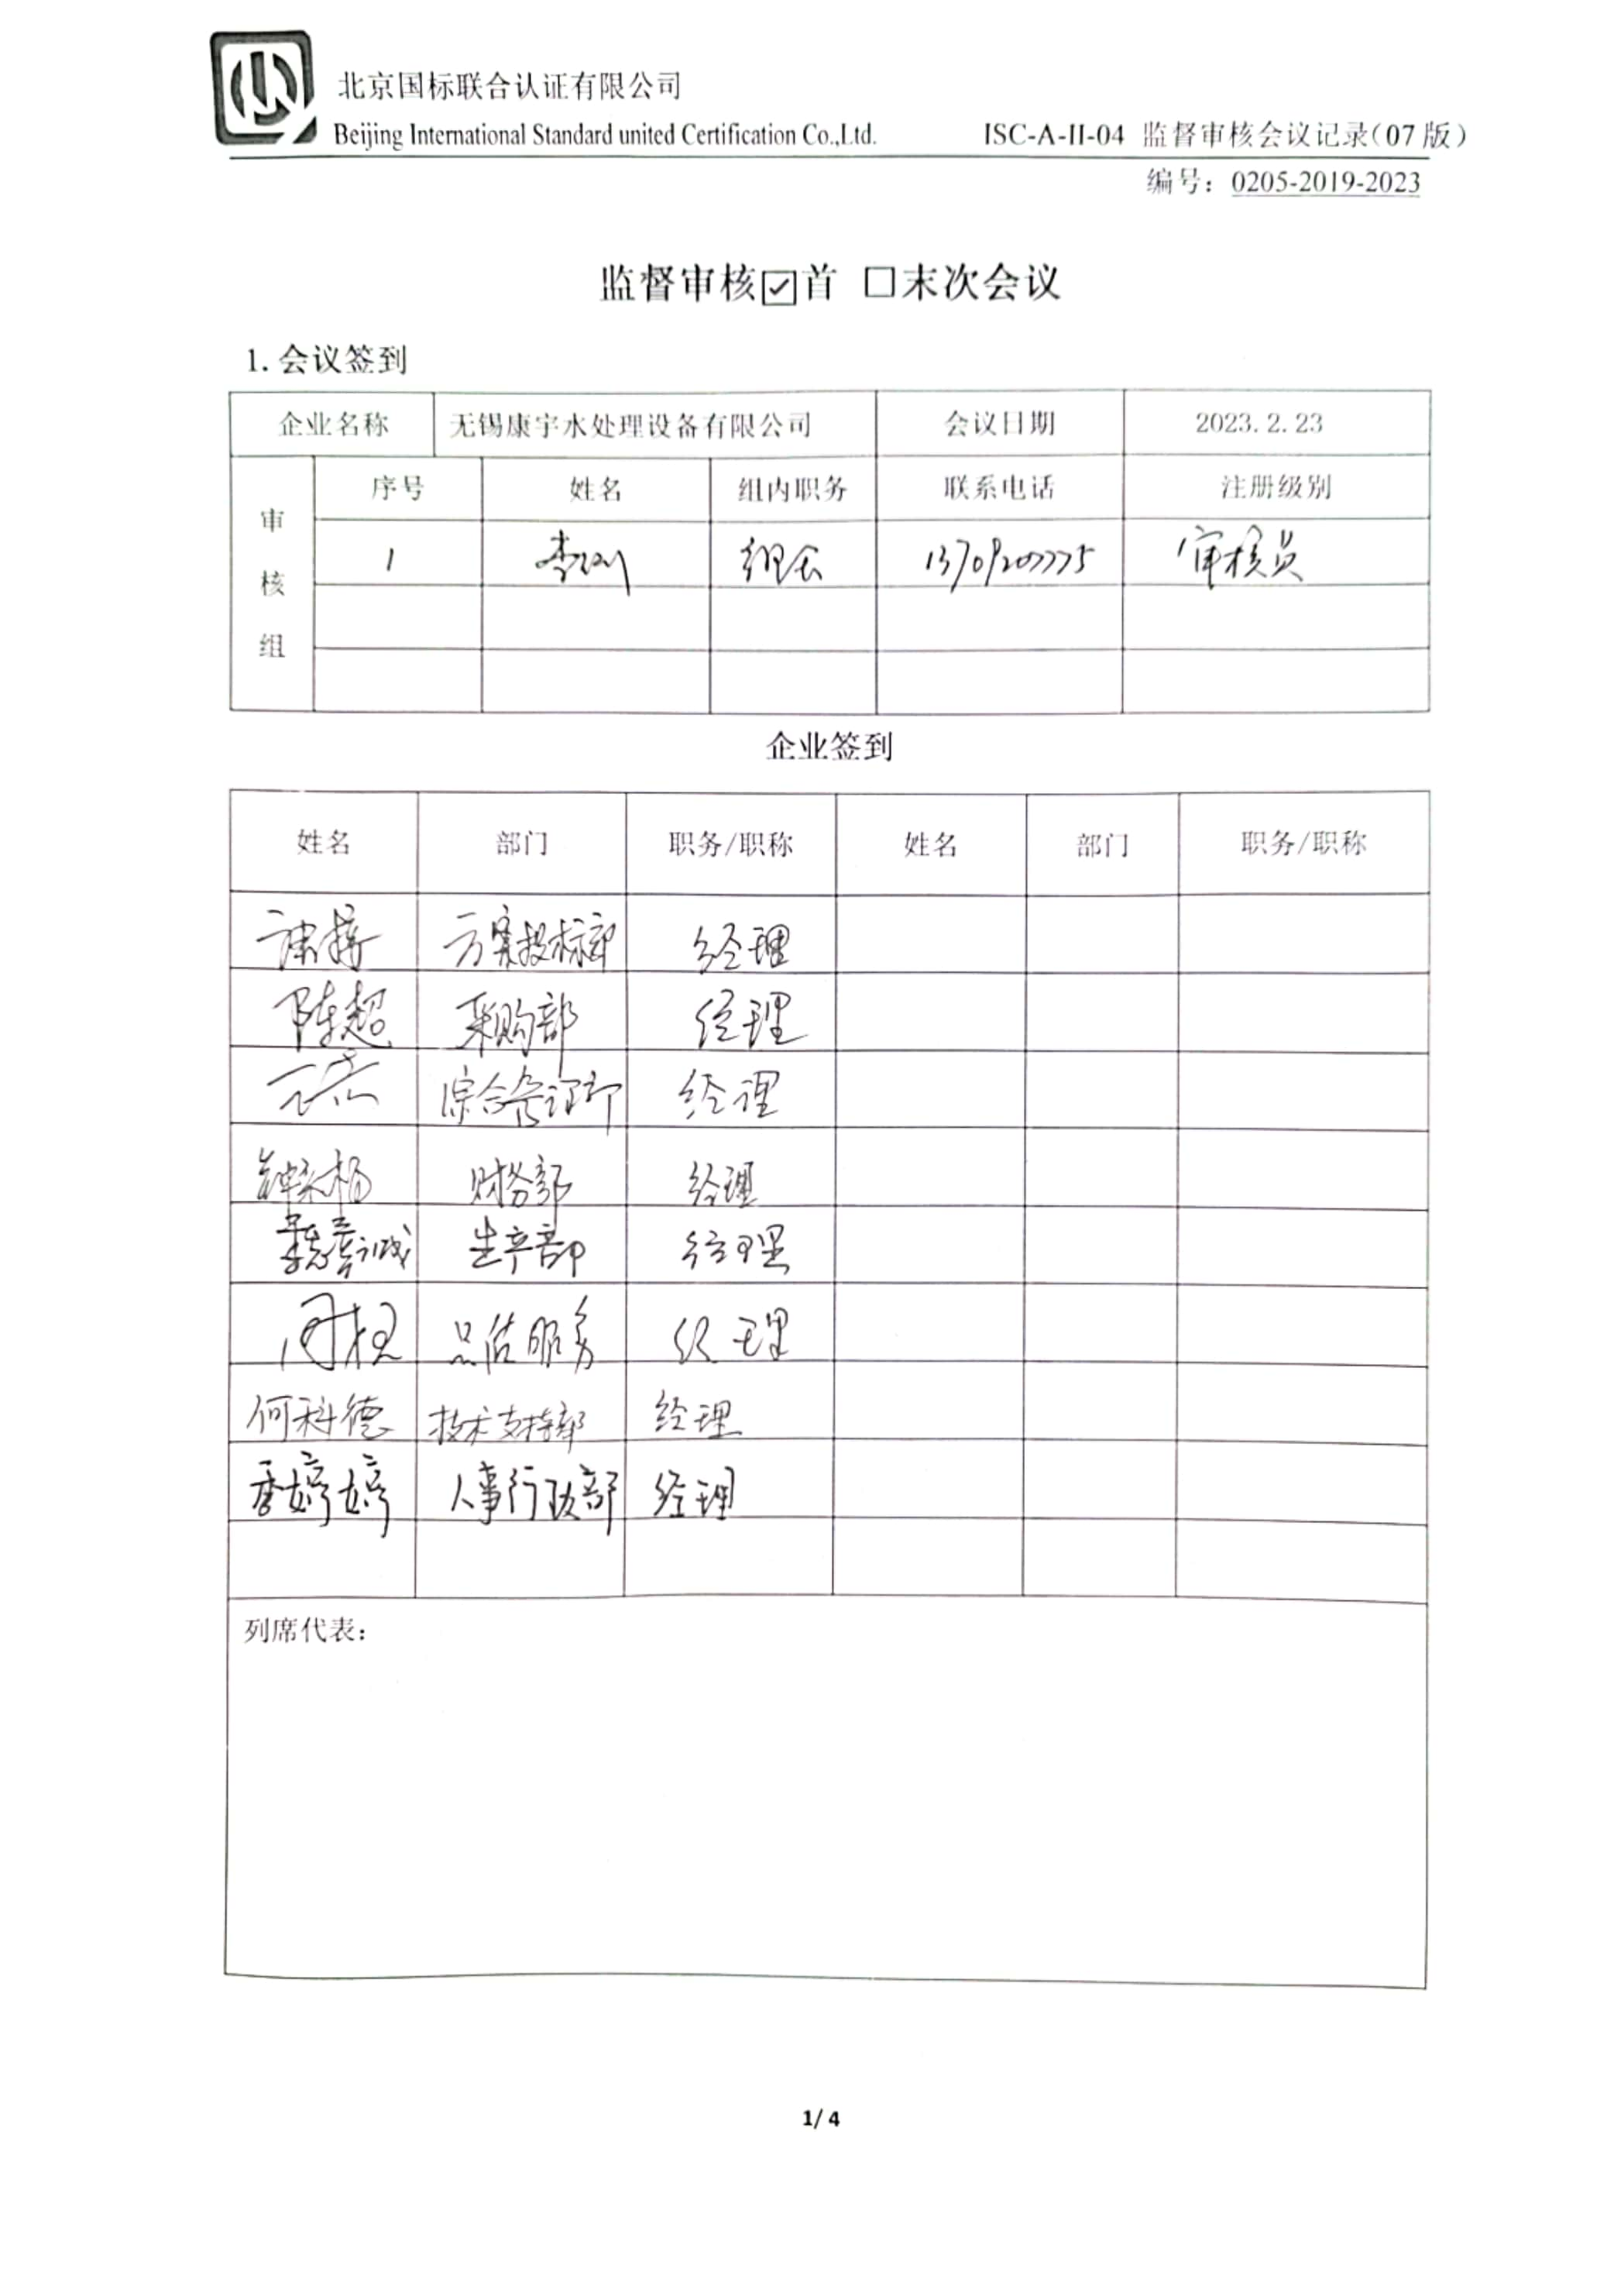 北京国标联合认证有限公司
Beijing International Standard united Certification Co.,Ltd.
ISC-A-II-04 监督审核会议记录(07版)
编号：0205-2019-2023
监督审核☑首 □末次会议
1.会议签到
企业名称 无锡康宇水处理设备有限公司 会议日期 2023.2.23
审核组 序号 姓名 组内职务 联系电话 注册级别
1 组长 审核员
企业签到
姓名 部门 职务/职称 姓名 部门 职务/职称
方案投标部 经理
陈超 采购部 经理
经理
财务部 经理
生产部 经理
经理
何科德 技术支持部 经理
季婷婷 人事行政部 经理
列席代表：
1/4